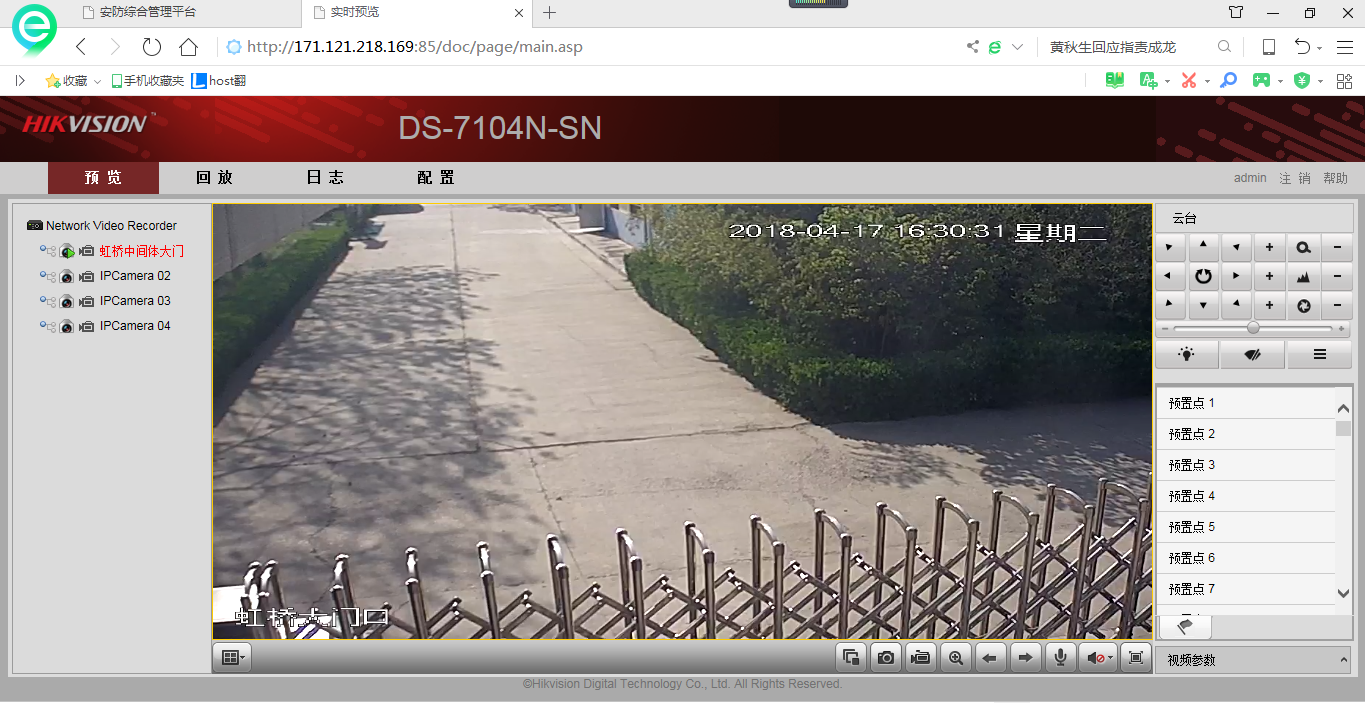 安防综合管理平台
实时预览
http://171.121.218.169:85/doc/page/main.asp
黄秋生回应指责成龙
收藏
手机收藏夹
host翻
HIKVISION™
DS-7104N-SN
预 览
回 放
日 志
配 置
admin
注 销
帮助
Network Video Recorder
虹桥中间体大门
IPCamera 02
IPCamera 03
IPCamera 04
2018-04-17 16:30:31 星期二
虹桥大门口
云台
预置点 1
预置点 2
预置点 3
预置点 4
预置点 5
预置点 6
预置点 7
视频参数
©Hikvision Digital Technology Co., Ltd. All Rights Reserved.